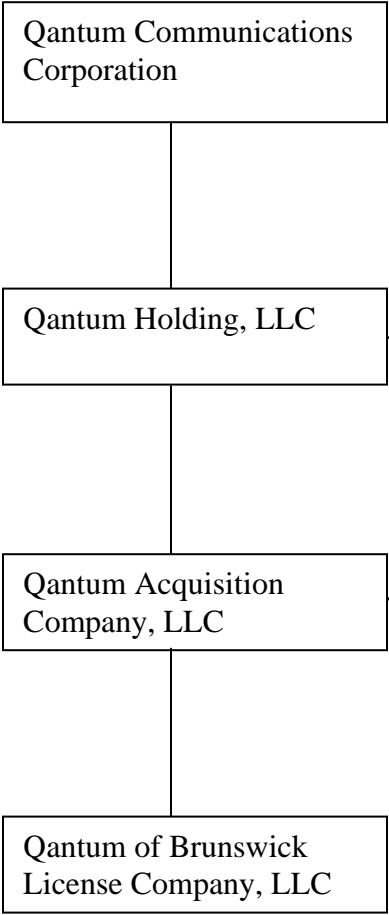 Qantum Communications
Corporation
Qantum Holding, LLC
Qantum Acquisition
Company, LLC
Qantum of Brunswick
License Company, LLC